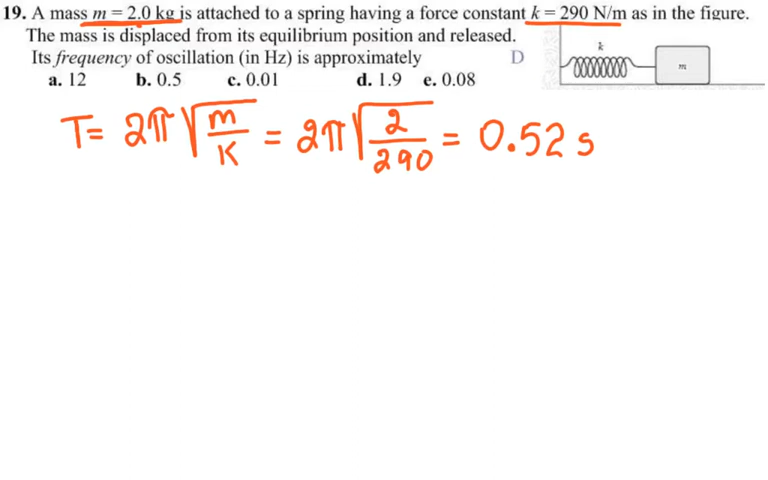 19. A mass m = 2.0 kg is attached to a spring having a force constant k = 290 N/m as in the figure.
The mass is displaced from its equilibrium position and released.
Its frequency of oscillation (in Hz) is approximately D
a. 12 b. 0.5 c. 0.01 d. 1.9 e. 0.08
k
m
T = 2π √(m/K) = 2π √(2/290) = 0.52 s